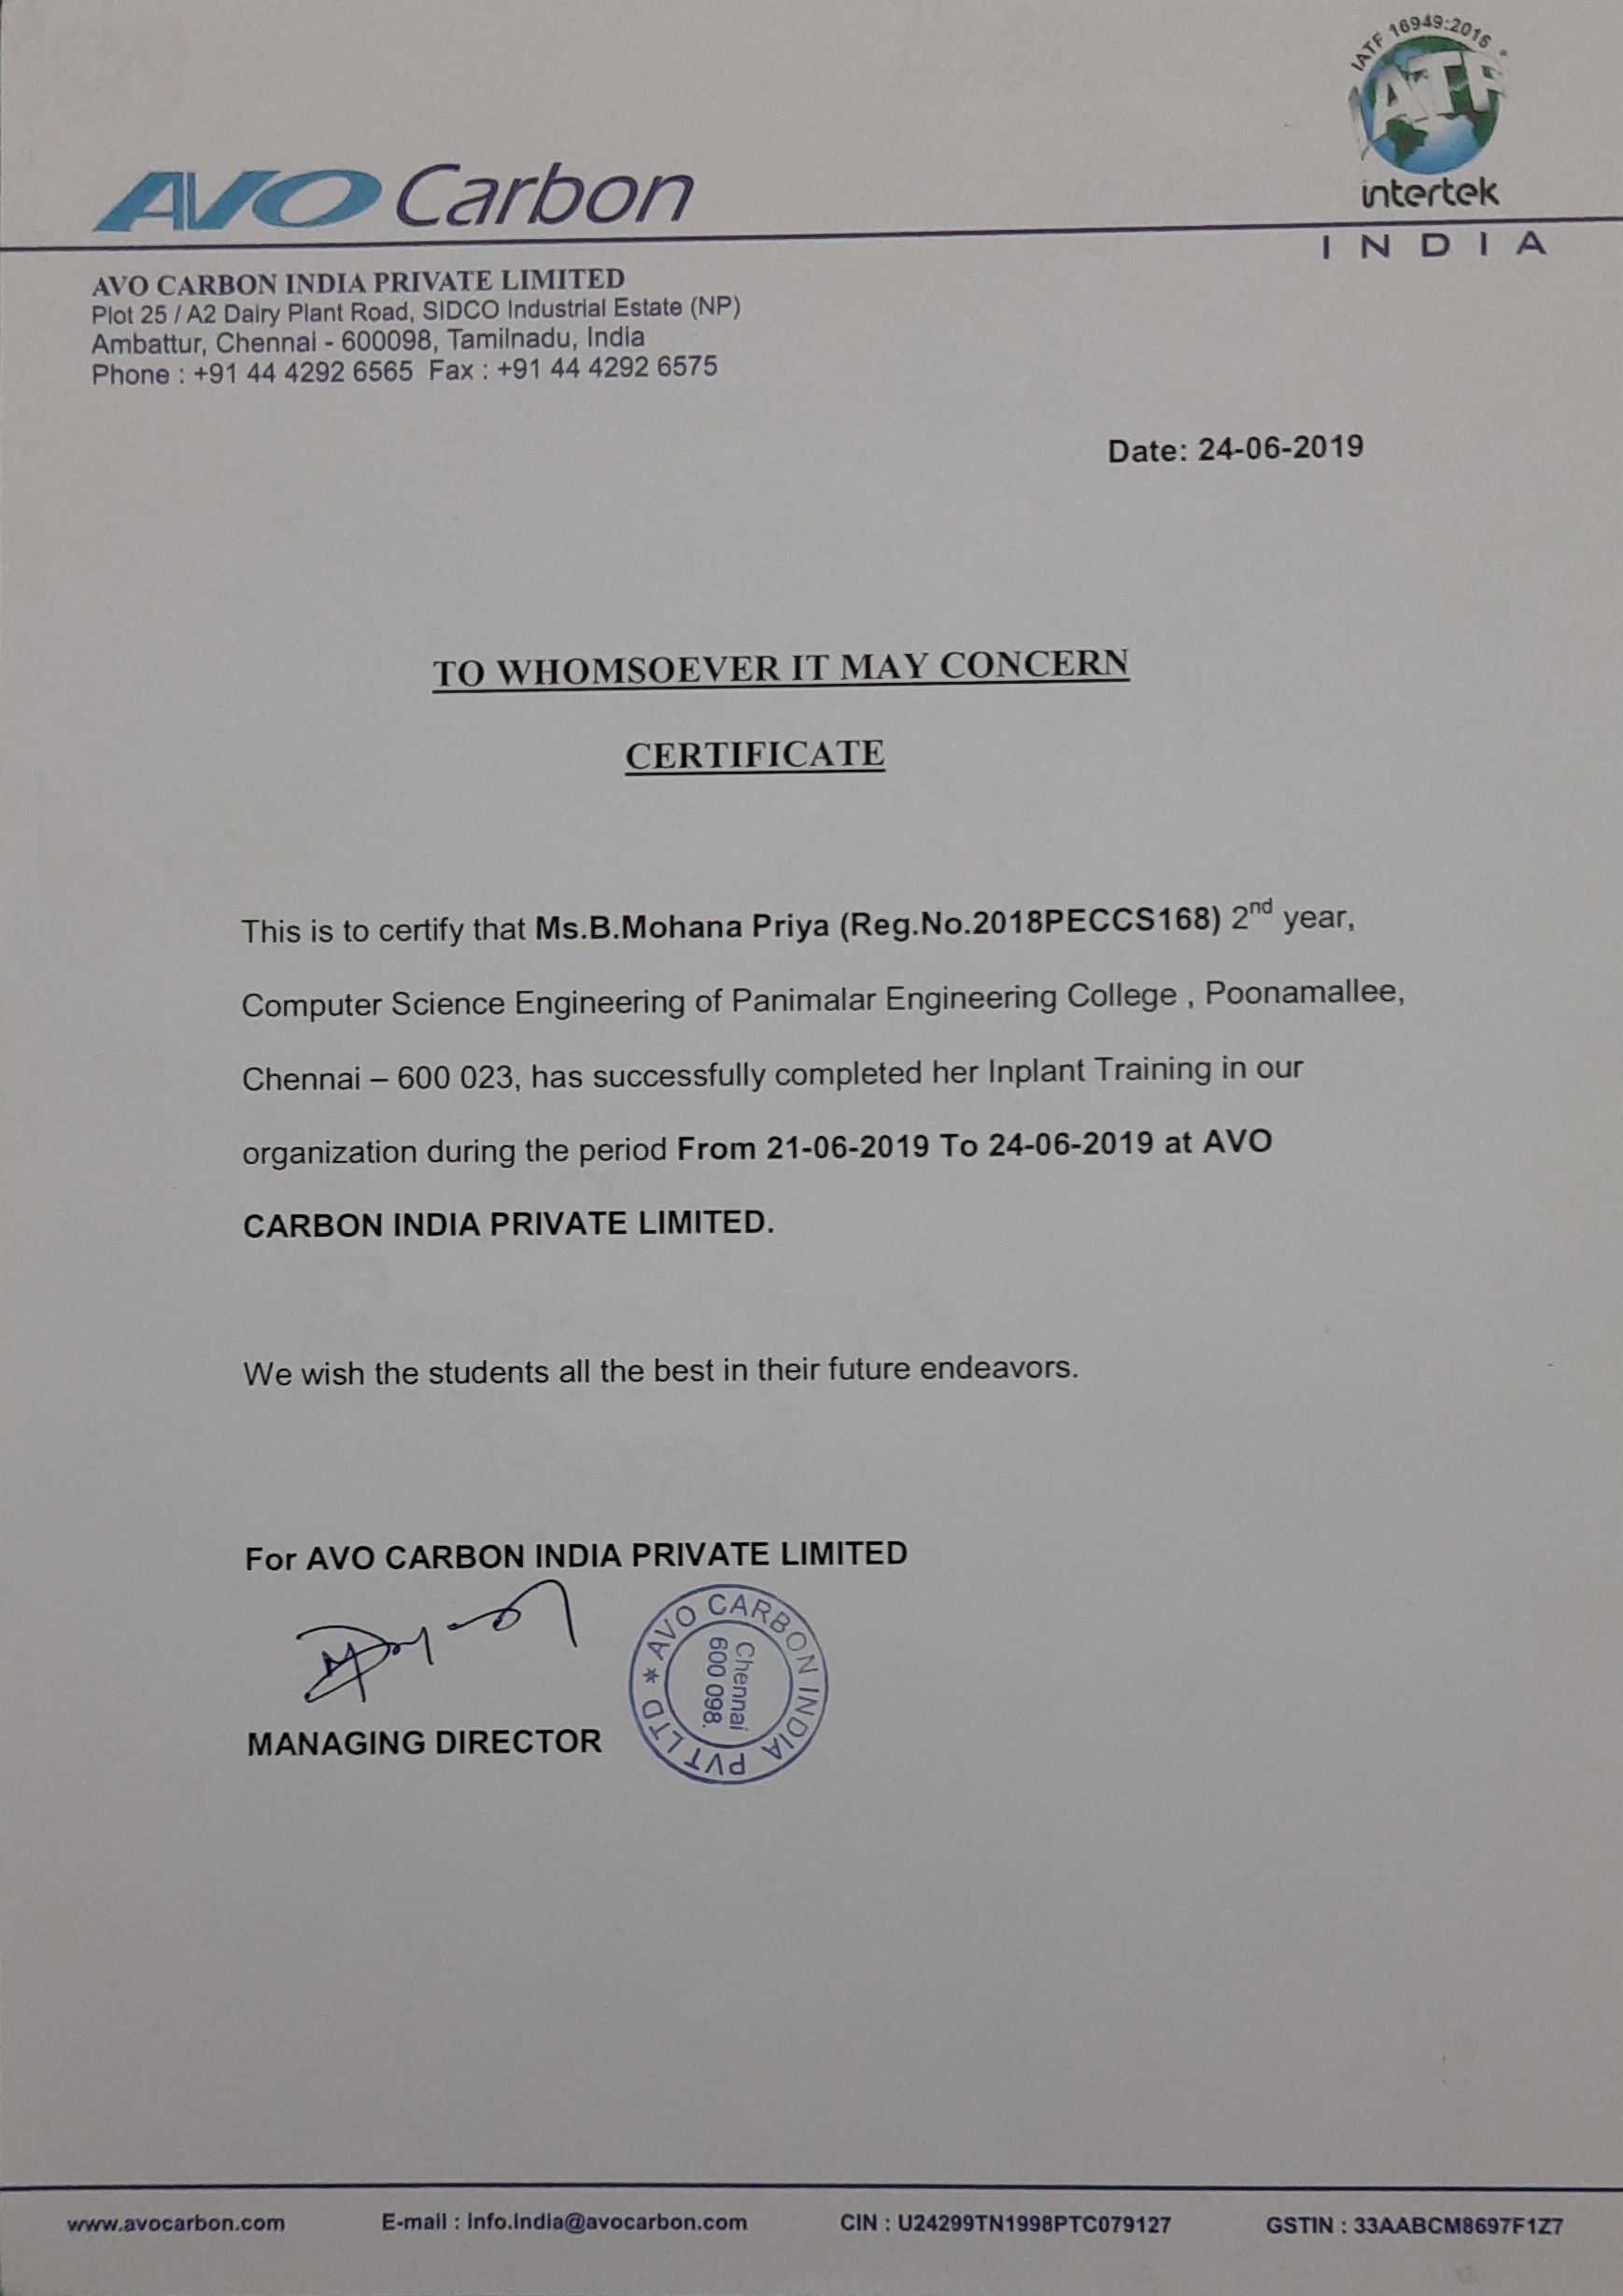 IATF 16949:2016
IATF
intertek
AVO Carbon
I N D I A
AVO CARBON INDIA PRIVATE LIMITED
Plot 25 / A2 Dairy Plant Road, SIDCO Industrial Estate (NP)
Ambattur, Chennai - 600098, Tamilnadu, India
Phone : +91 44 4292 6565 Fax : +91 44 4292 6575
Date: 24-06-2019
TO WHOMSOEVER IT MAY CONCERN
CERTIFICATE
This is to certify that Ms.B.Mohana Priya (Reg.No.2018PECCS168) 2nd year,
Computer Science Engineering of Panimalar Engineering College , Poonamallee,
Chennai – 600 023, has successfully completed her Inplant Training in our
organization during the period From 21-06-2019 To 24-06-2019 at AVO
CARBON INDIA PRIVATE LIMITED.
We wish the students all the best in their future endeavors.
For AVO CARBON INDIA PRIVATE LIMITED
* AVO CARBON INDIA PVT LTD
Chennai
600 098.
MANAGING DIRECTOR
www.avocarbon.com E-mail : info.india@avocarbon.com CIN : U24299TN1998PTC079127 GSTIN : 33AABCM8697F1Z7